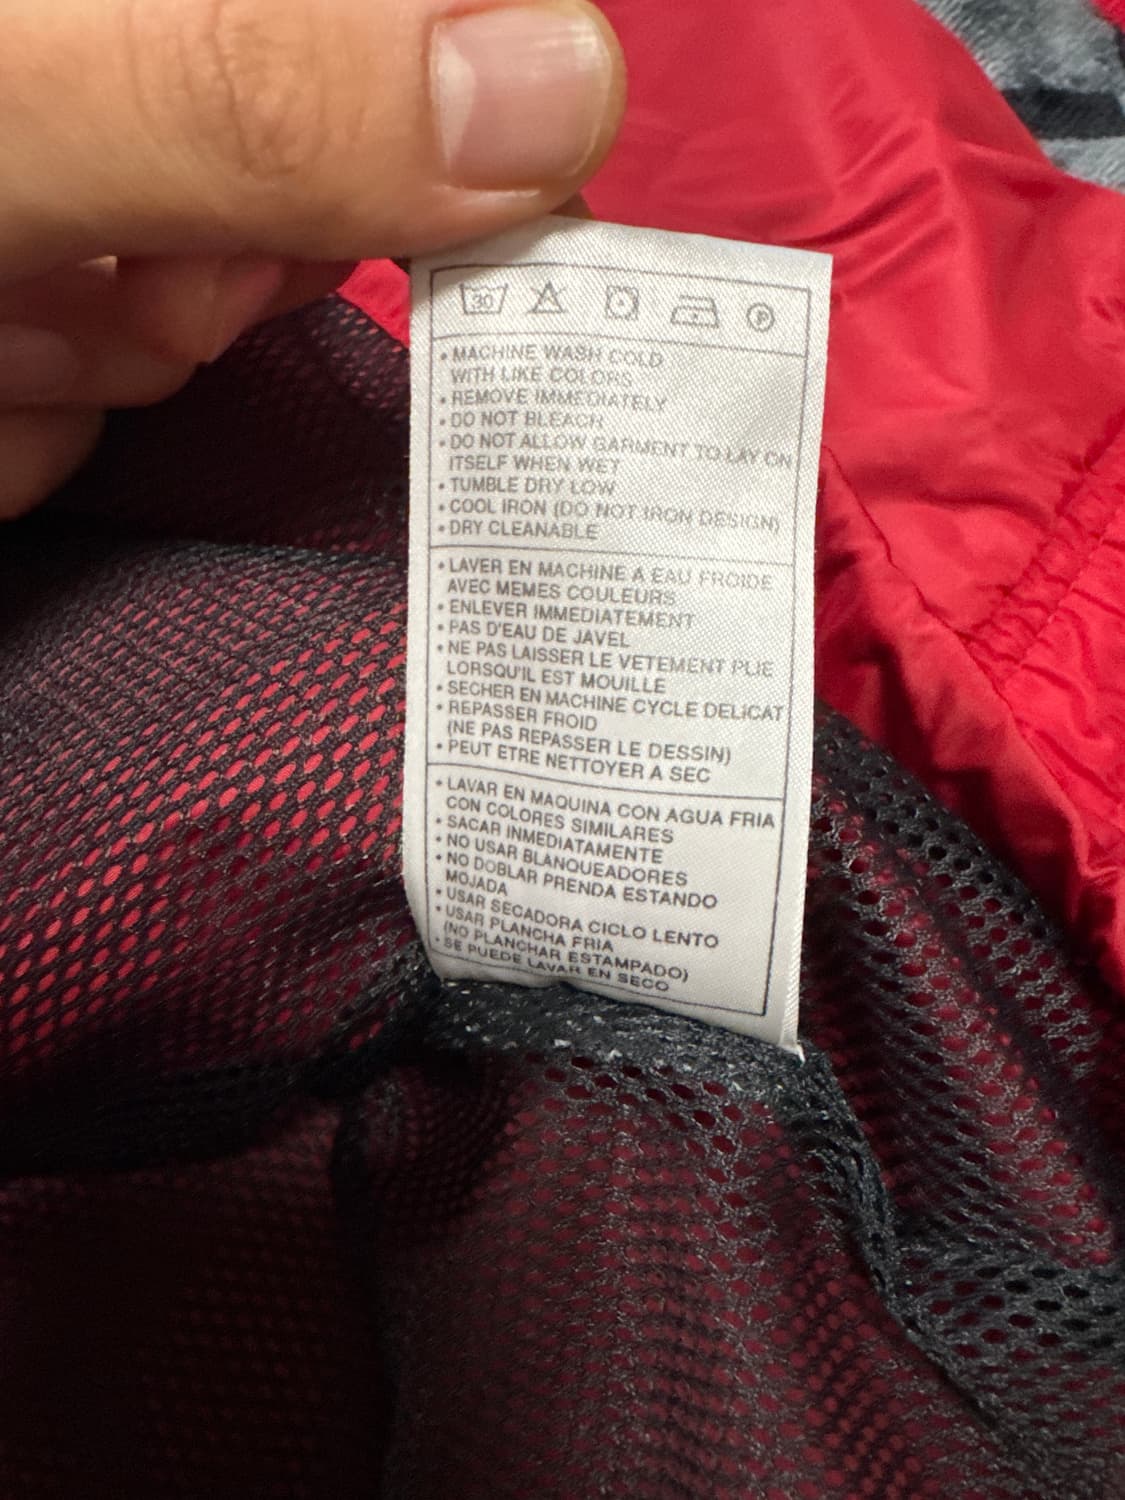 30 P
• MACHINE WASH COLD
WITH LIKE COLORS
• REMOVE IMMEDIATELY
• DO NOT BLEACH
• DO NOT ALLOW GARMENT TO LAY ON
ITSELF WHEN WET
• TUMBLE DRY LOW
• COOL IRON (DO NOT IRON DESIGN)
• DRY CLEANABLE
• LAVER EN MACHINE A EAU FROIDE
AVEC MEMES COULEURS
• ENLEVER IMMEDIATEMENT
• PAS D'EAU DE JAVEL
• NE PAS LAISSER LE VETEMENT PLIE
LORSQU'IL EST MOUILLE
• SECHER EN MACHINE CYCLE DELICAT
• REPASSER FROID
(NE PAS REPASSER LE DESSIN)
• PEUT ETRE NETTOYER A SEC
• LAVAR EN MAQUINA CON AGUA FRIA
CON COLORES SIMILARES
• SACAR INMEDIATAMENTE
• NO USAR BLANQUEADORES
• NO DOBLAR PRENDA ESTANDO
MOJADA
• USAR SECADORA CICLO LENTO
• USAR PLANCHA FRIA
(NO PLANCHAR ESTAMPADO)
• SE PUEDE LAVAR EN SECO